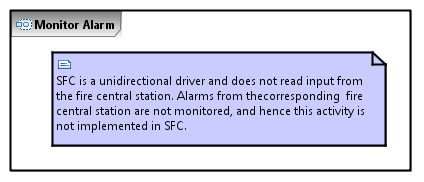 Monitor Alarm
SFC is a unidirectional driver and does not read input from
the fire central station. Alarms from thecorresponding  fire
central station are not monitored, and hence this activity is
not implemented in SFC.